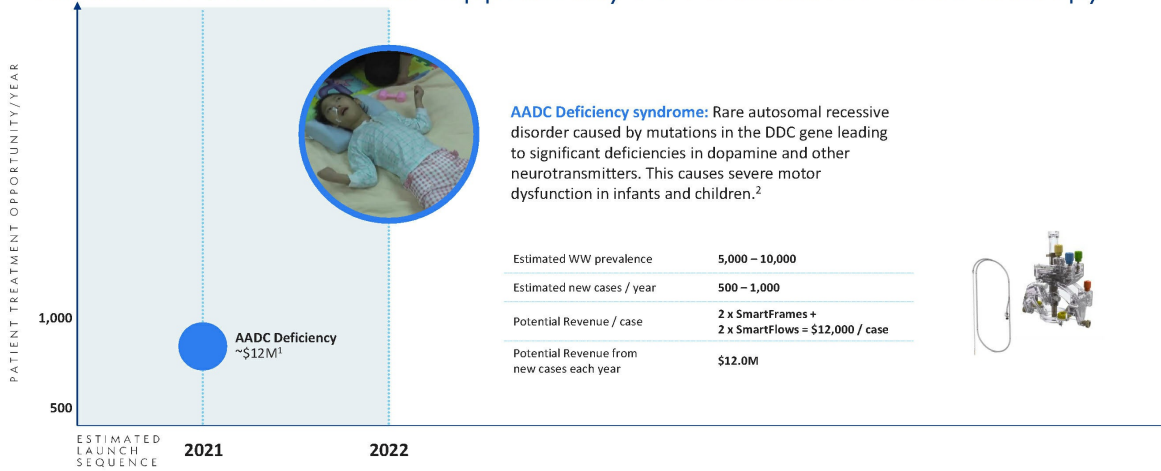 PATIENT TREATMENT OPPORTUNITY/YEAR
AADC Deficiency syndrome: Rare autosomal recessive
disorder caused by mutations in the DDC gene leading
to significant deficiencies in dopamine and other
neurotransmitters. This causes severe motor
dysfunction in infants and children.²
Estimated WW prevalence 5,000 – 10,000
Estimated new cases / year 500 – 1,000
Potential Revenue / case 2 x SmartFrames +
2 x SmartFlows = $12,000 / case
Potential Revenue from
new cases each year $12.0M
1,000
AADC Deficiency
~$12M¹
500
ESTIMATED
LAUNCH
SEQUENCE
2021
2022